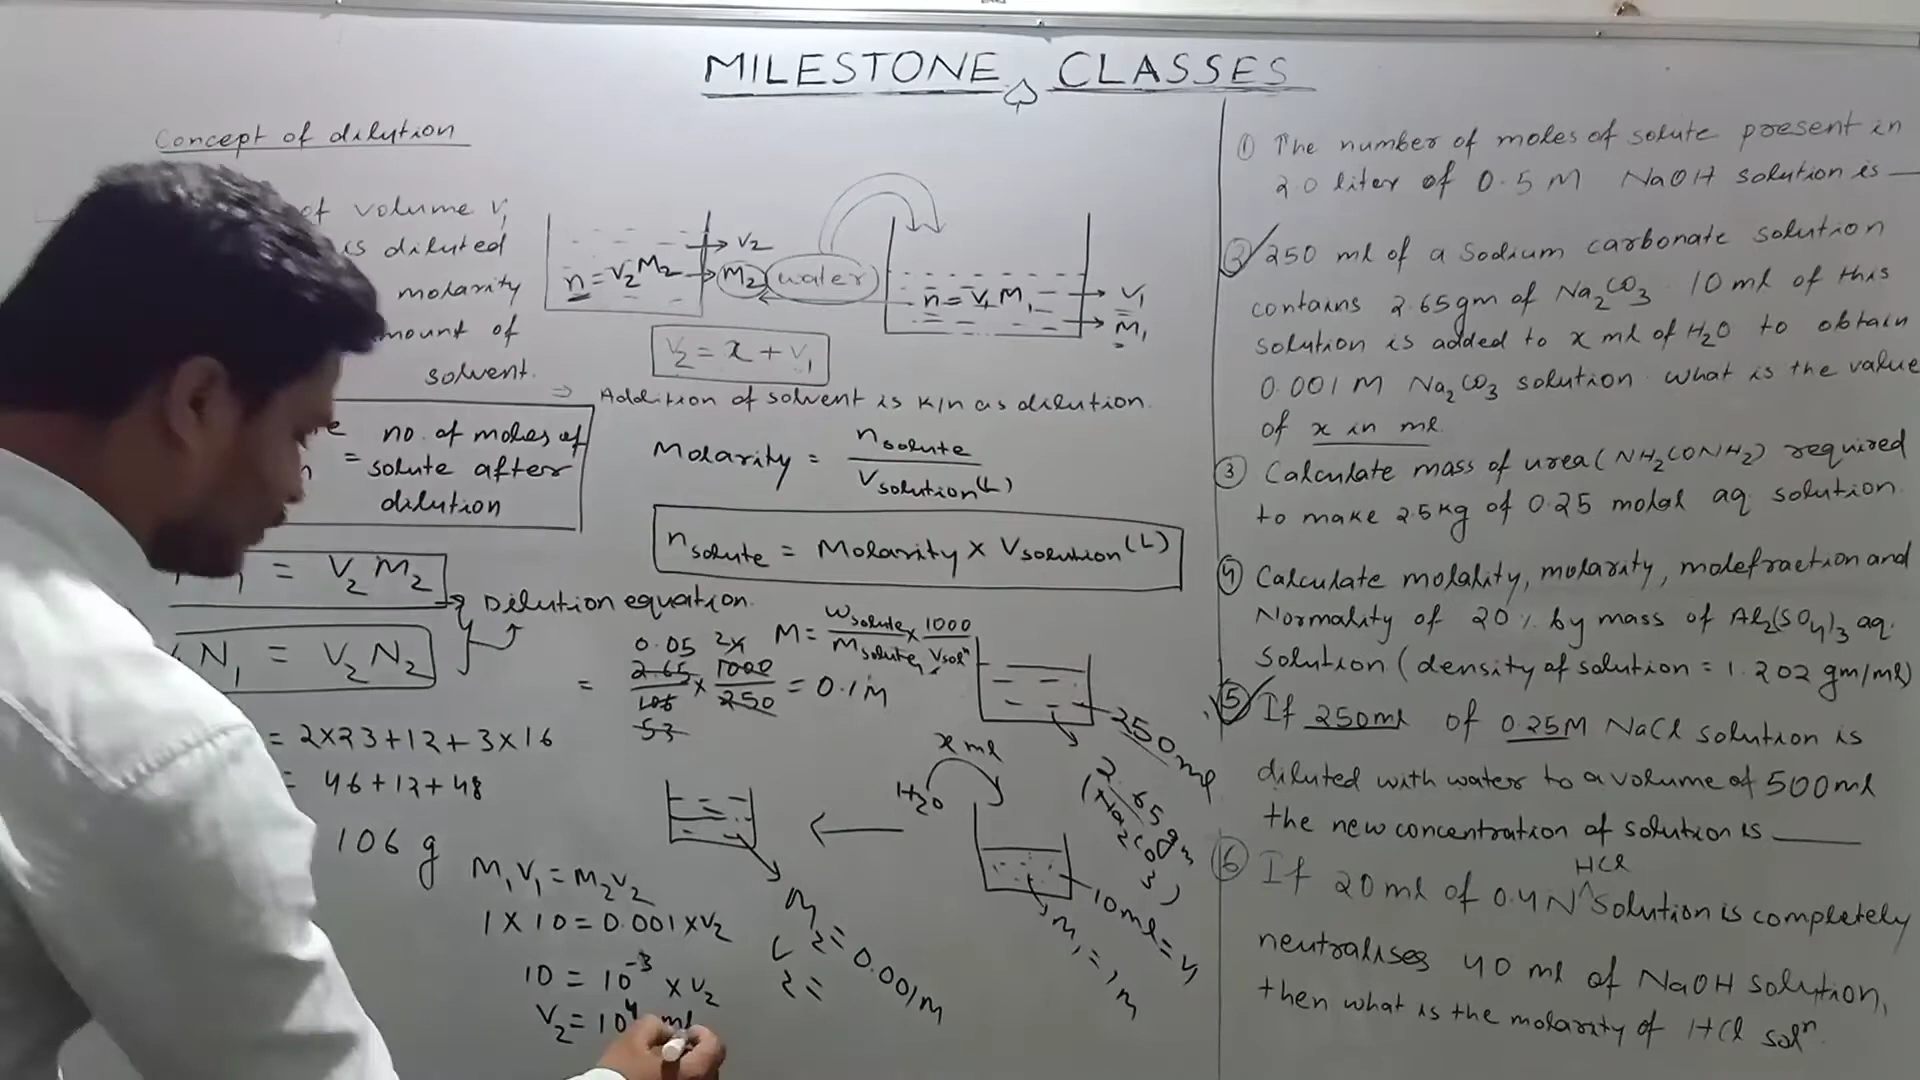 MILESTONE CLASSES
Concept of dilution
of volume V1
is diluted
molarity
mount of
solvent.
n = V2M2
→ V2
→ M2
water
n = V1M1
→ V1
→ M1
V2 = x + V1
⇒ Addition of solvent is k/n as dilution.
= no. of moles of
solute after
dilution
Molarity = nsolute / Vsolution(L)
nsolute = Molarity × Vsolution(L)
1 = V2M2
N1 = V2N2
Dilution equation.
M = Wsolute / Msolute × 1000 / Vsoln
0.05
= 2.65 / 106 × 1000 / 250 = 0.1M
53
= 2×23+12+3×16
= 46+12+48
106 g
250ml
2.65gm
(Na2CO3)
x ml
H2O
10ml = V1
M1 = 1M
M2 = 0.001M
M1V1 = M2V2
1 × 10 = 0.001 × V2
10 = 10-3 × V2
V2 = 104 ml
① The number of moles of solute present in
2.0 liter of 0.5 M NaOH solution is
② 250 ml of a Sodium carbonate solution
contains 2.65gm of Na2CO3. 10 ml of this
solution is added to x ml of H2O to obtain
0.001 M Na2CO3 solution. What is the value
of x in ml
③ Calculate mass of urea (NH2CONH2) required
to make 2.5kg of 0.25 molal aq solution.
④ Calculate molality, molarity, molefraction and
Normality of 20% by mass of Al2(SO4)3 aq.
Solution (density of solution = 1.202 gm/ml)
⑤ If 250ml of 0.25M NaCl solution is
diluted with water to a volume of 500ml
the new concentration of solution is
⑥ If 20ml of 0.4N HCl solution is completely
neutralises 40 ml of NaOH solution,
then what is the molarity of HCl soln.